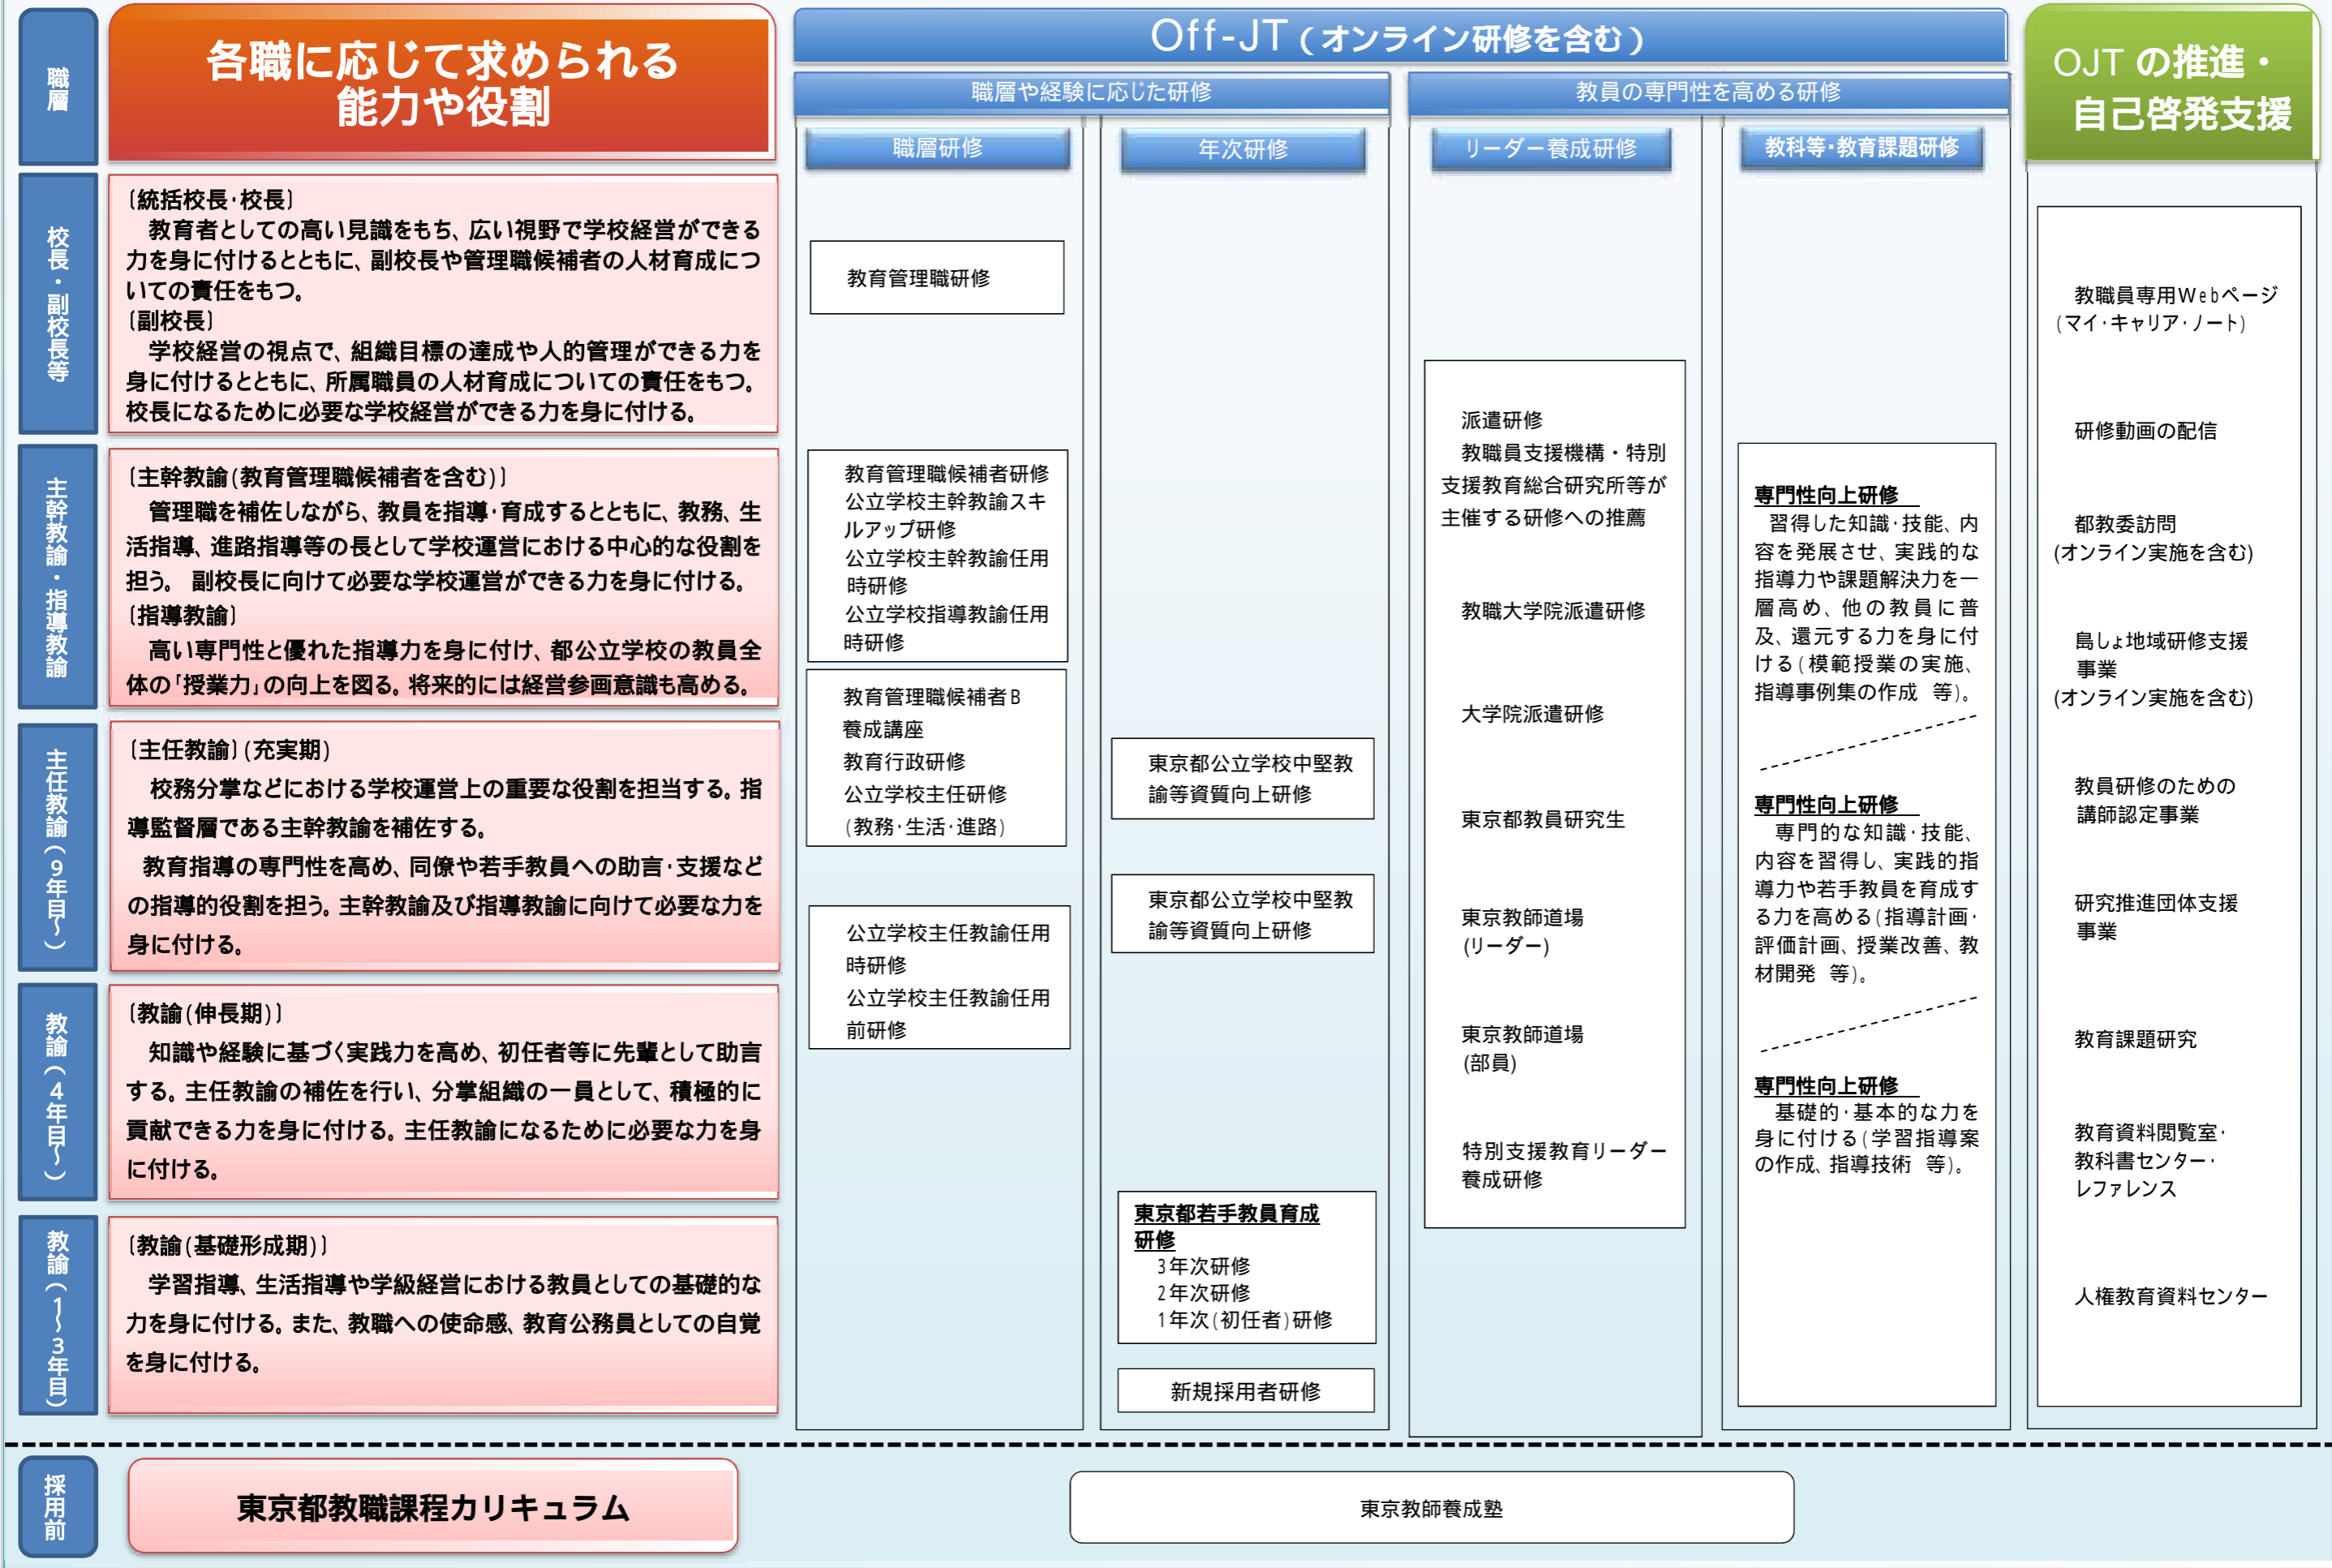 職層
各職に応じて求められる
能力や役割
Off-JT（オンライン研修を含む）
職層や経験に応じた研修
教員の専門性を高める研修
職層研修
年次研修
リーダー養成研修
教科等・教育課題研修
OJT の推進・
自己啓発支援
校長・副校長等
〔統括校長・校長〕
教育者としての高い見識をもち、広い視野で学校経営ができる
力を身に付けるとともに、副校長や管理職候補者の人材育成につ
いての責任をもつ。
〔副校長〕
学校経営の視点で、組織目標の達成や人的管理ができる力を
身に付けるとともに、所属職員の人材育成についての責任をもつ。
校長になるために必要な学校経営ができる力を身に付ける。
主幹教諭・指導教諭
〔主幹教諭(教育管理職候補者を含む)〕
管理職を補佐しながら、教員を指導・育成するとともに、教務、生
活指導、進路指導等の長として学校運営における中心的な役割を
担う。 副校長に向けて必要な学校運営ができる力を身に付ける。
〔指導教諭〕
高い専門性と優れた指導力を身に付け、都公立学校の教員全
体の「授業力」の向上を図る。将来的には経営参画意識も高める。
主任教諭（9年目～）
〔主任教諭〕(充実期)
校務分掌などにおける学校運営上の重要な役割を担当する。指
導監督層である主幹教諭を補佐する。
教育指導の専門性を高め、同僚や若手教員への助言・支援など
の指導的役割を担う。主幹教諭及び指導教諭に向けて必要な力を
身に付ける。
教諭（4年目～）
〔教諭(伸長期)〕
知識や経験に基づく実践力を高め、初任者等に先輩として助言
する。主任教諭の補佐を行い、分掌組織の一員として、積極的に
貢献できる力を身に付ける。主任教諭になるために必要な力を身
に付ける。
教諭（1～3年目）
〔教諭(基礎形成期)〕
学習指導、生活指導や学級経営における教員としての基礎的な
力を身に付ける。また、教職への使命感、教育公務員としての自覚
を身に付ける。
教育管理職研修
教育管理職候補者研修
公立学校主幹教諭スキ
ルアップ研修
公立学校主幹教諭任用
時研修
公立学校指導教諭任用
時研修
教育管理職候補者B
養成講座
教育行政研修
公立学校主任研修
(教務・生活・進路)
公立学校主任教諭任用
時研修
公立学校主任教諭任用
前研修
東京都公立学校中堅教
諭等資質向上研修
東京都公立学校中堅教
諭等資質向上研修
東京都若手教員育成
研修
3年次研修
2年次研修
1年次(初任者)研修
新規採用者研修
派遣研修
教職員支援機構・特別
支援教育総合研究所等が
主催する研修への推薦
教職大学院派遣研修
大学院派遣研修
東京都教員研究生
東京教師道場
(リーダー)
東京教師道場
(部員)
特別支援教育リーダー
養成研修
専門性向上研修
習得した知識・技能、内
容を発展させ、実践的な
指導力や課題解決力を一
層高め、他の教員に普
及、還元する力を身に付
ける(模範授業の実施、
指導事例集の作成 等)。
専門性向上研修
専門的な知識・技能、
内容を習得し、実践的指
導力や若手教員を育成す
る力を高める(指導計画・
評価計画、授業改善、教
材開発 等)。
専門性向上研修
基礎的・基本的な力を
身に付ける(学習指導案
の作成、指導技術 等)。
教職員専用Webページ
(マイ・キャリア・ノート)
研修動画の配信
都教委訪問
(オンライン実施を含む)
島しょ地域研修支援
事業
(オンライン実施を含む)
教員研修のための
講師認定事業
研究推進団体支援
事業
教育課題研究
教育資料閲覧室・
教科書センター・
レファレンス
人権教育資料センター
採用前
東京都教職課程カリキュラム
東京教師養成塾